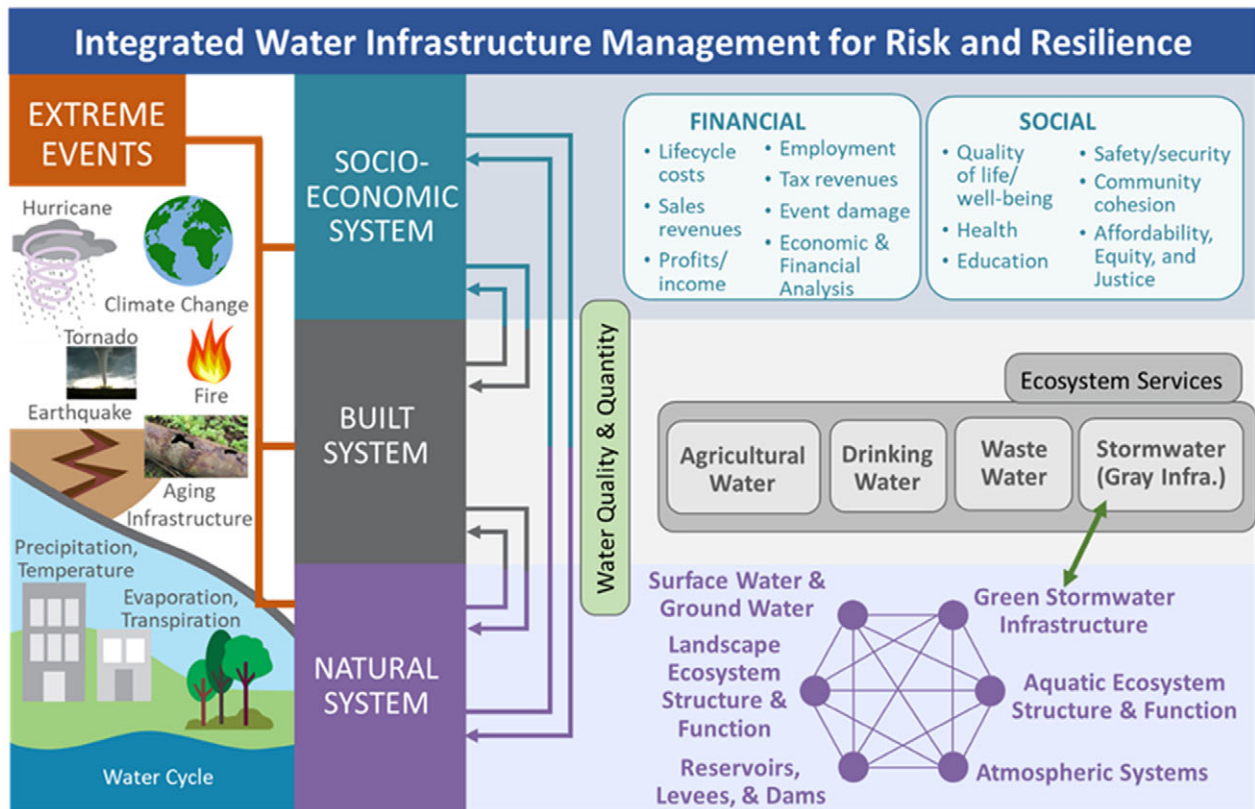 Integrated Water Infrastructure Management for Risk and Resilience
EXTREME
EVENTS
Hurricane
Climate Change
Tornado
Fire
Earthquake
Aging
Infrastructure
Precipitation,
Temperature
Evaporation,
Transpiration
Water Cycle
SOCIO-
ECONOMIC
SYSTEM
BUILT
SYSTEM
NATURAL
SYSTEM
Water Quality & Quantity
FINANCIAL
• Lifecycle
costs
• Sales
revenues
• Profits/
income
• Employment
• Tax revenues
• Event damage
• Economic &
Financial
Analysis
SOCIAL
• Quality
of life/
well-being
• Health
• Education
• Safety/security
• Community
cohesion
• Affordability,
Equity, and
Justice
Ecosystem Services
Agricultural
Water
Drinking
Water
Waste
Water
Stormwater
(Gray Infra.)
Surface Water &
Ground Water
Green Stormwater
Infrastructure
Landscape
Ecosystem
Structure &
Function
Aquatic Ecosystem
Structure & Function
Reservoirs,
Levees, & Dams
Atmospheric Systems